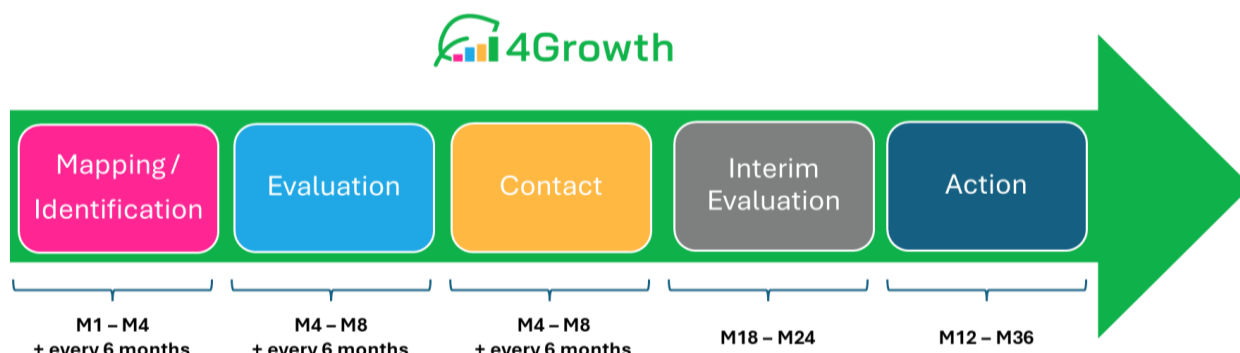 4Growth
Mapping /
Identification
Evaluation
Contact
Interim
Evaluation
Action
M1 – M4
+ every 6 months
M4 – M8
+ every 6 months
M4 – M8
+ every 6 months
M18 – M24
M12 – M36